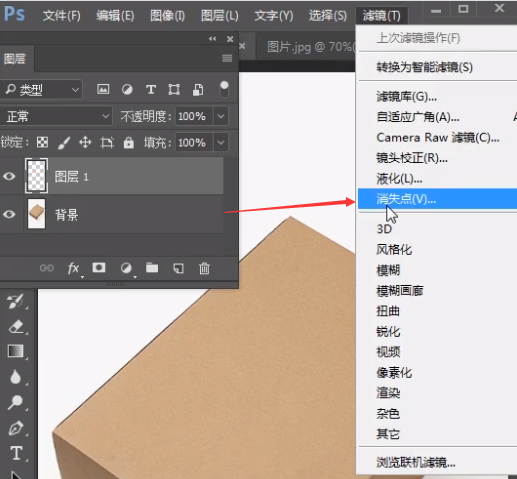 Ps 文件(F) 编辑(E) 图像(I) 图层(L) 文字(Y) 选择(S) 滤镜(T)
图片.jpg @ 70%(
图层
类型
正常 不透明度: 100%
锁定: 填充: 100%
图层 1
背景
fx
T
上次滤镜操作(F)
转换为智能滤镜(S)
滤镜库(G)...
自适应广角(A)...
Camera Raw 滤镜(C)...
镜头校正(R)...
液化(L)...
消失点(V)...
3D
风格化
模糊
模糊画廊
扭曲
锐化
视频
像素化
渲染
杂色
其它
浏览联机滤镜...